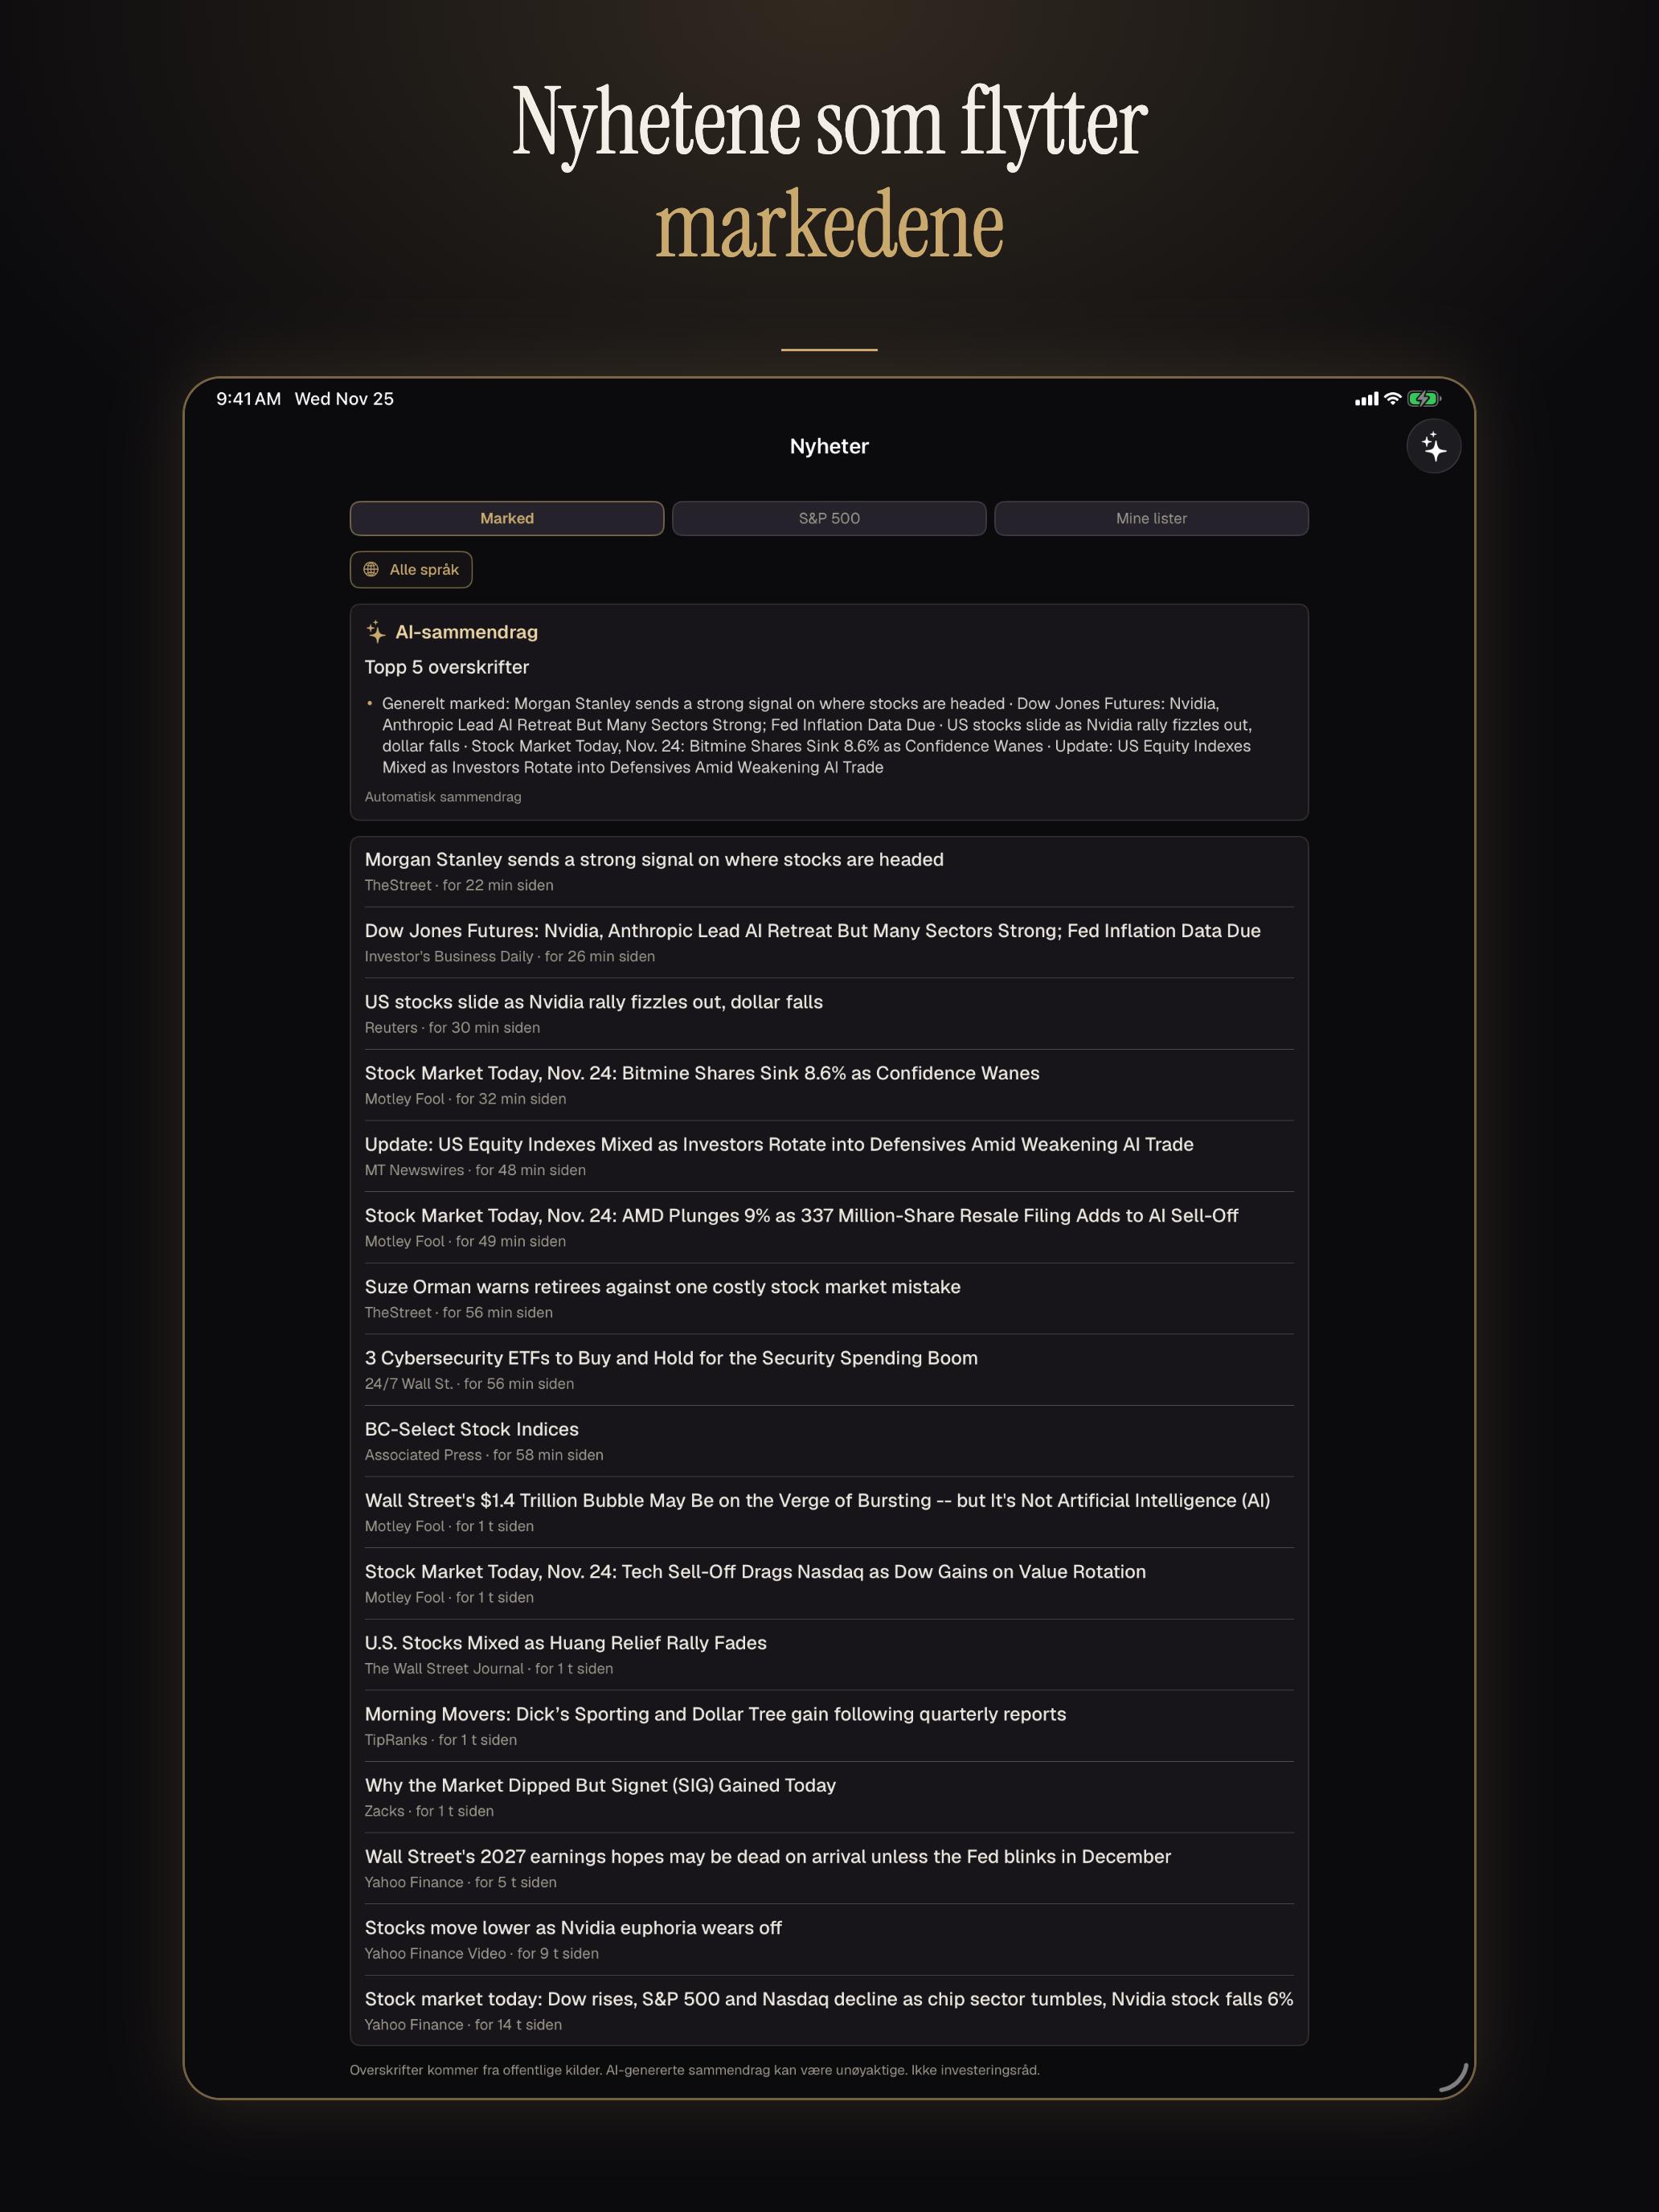 Nyhetene som flytter
markedene
9:41 AM Wed Nov 25
Nyheter
Marked
S&P 500
Mine lister
Alle språk
AI-sammendrag
Topp 5 overskrifter
• Generelt marked: Morgan Stanley sends a strong signal on where stocks are headed · Dow Jones Futures: Nvidia,
Anthropic Lead AI Retreat But Many Sectors Strong; Fed Inflation Data Due · US stocks slide as Nvidia rally fizzles out,
dollar falls · Stock Market Today, Nov. 24: Bitmine Shares Sink 8.6% as Confidence Wanes · Update: US Equity Indexes
Mixed as Investors Rotate into Defensives Amid Weakening AI Trade
Automatisk sammendrag
Morgan Stanley sends a strong signal on where stocks are headed
TheStreet · for 22 min siden
Dow Jones Futures: Nvidia, Anthropic Lead AI Retreat But Many Sectors Strong; Fed Inflation Data Due
Investor's Business Daily · for 26 min siden
US stocks slide as Nvidia rally fizzles out, dollar falls
Reuters · for 30 min siden
Stock Market Today, Nov. 24: Bitmine Shares Sink 8.6% as Confidence Wanes
Motley Fool · for 32 min siden
Update: US Equity Indexes Mixed as Investors Rotate into Defensives Amid Weakening AI Trade
MT Newswires · for 48 min siden
Stock Market Today, Nov. 24: AMD Plunges 9% as 337 Million-Share Resale Filing Adds to AI Sell-Off
Motley Fool · for 49 min siden
Suze Orman warns retirees against one costly stock market mistake
TheStreet · for 56 min siden
3 Cybersecurity ETFs to Buy and Hold for the Security Spending Boom
24/7 Wall St. · for 56 min siden
BC-Select Stock Indices
Associated Press · for 58 min siden
Wall Street's $1.4 Trillion Bubble May Be on the Verge of Bursting -- but It's Not Artificial Intelligence (AI)
Motley Fool · for 1 t siden
Stock Market Today, Nov. 24: Tech Sell-Off Drags Nasdaq as Dow Gains on Value Rotation
Motley Fool · for 1 t siden
U.S. Stocks Mixed as Huang Relief Rally Fades
The Wall Street Journal · for 1 t siden
Morning Movers: Dick’s Sporting and Dollar Tree gain following quarterly reports
TipRanks · for 1 t siden
Why the Market Dipped But Signet (SIG) Gained Today
Zacks · for 1 t siden
Wall Street's 2027 earnings hopes may be dead on arrival unless the Fed blinks in December
Yahoo Finance · for 5 t siden
Stocks move lower as Nvidia euphoria wears off
Yahoo Finance Video · for 9 t siden
Stock market today: Dow rises, S&P 500 and Nasdaq decline as chip sector tumbles, Nvidia stock falls 6%
Yahoo Finance · for 14 t siden
Overskrifter kommer fra offentlige kilder. AI-genererte sammendrag kan være unøyaktige. Ikke investeringsråd.